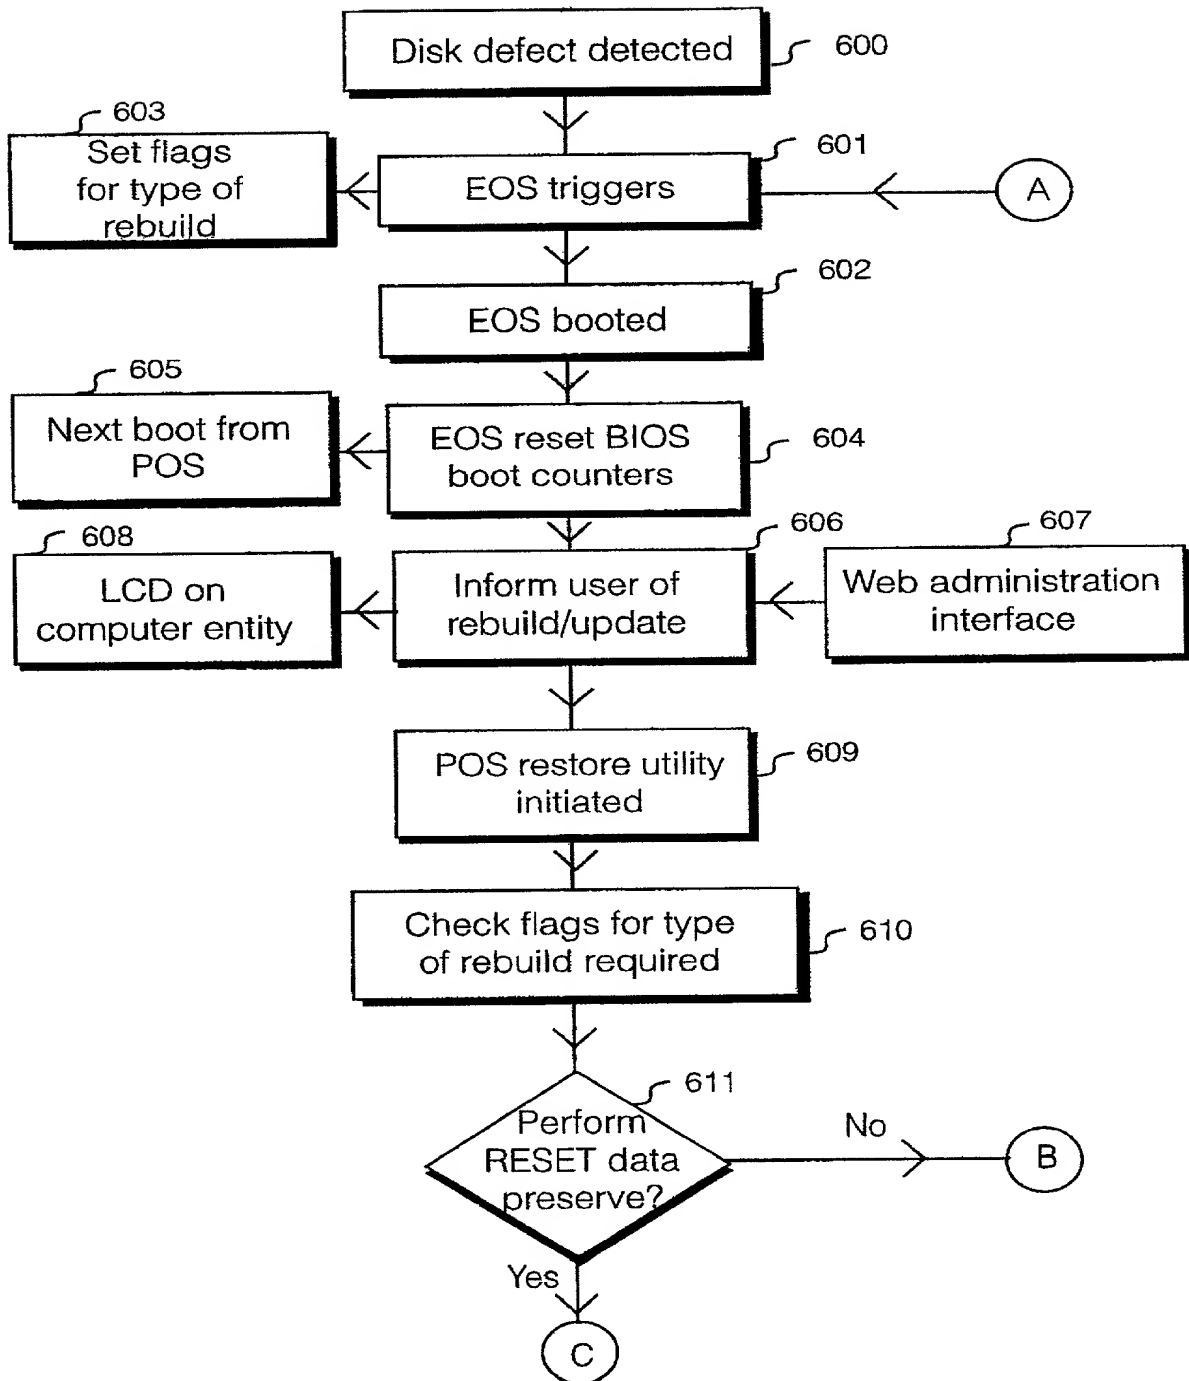 Disk defect detected
600
603
Set flags
for type of
rebuild
EOS triggers
601
A
602
EOS booted
605
Next boot from
POS
EOS reset BIOS
boot counters
604
608
LCD on
computer entity
606
Inform user of
rebuild/update
607
Web administration
interface
POS restore utility
initiated
609
Check flags for type
of rebuild required
610
611
Perform
RESET data
preserve?
No
B
Yes
C